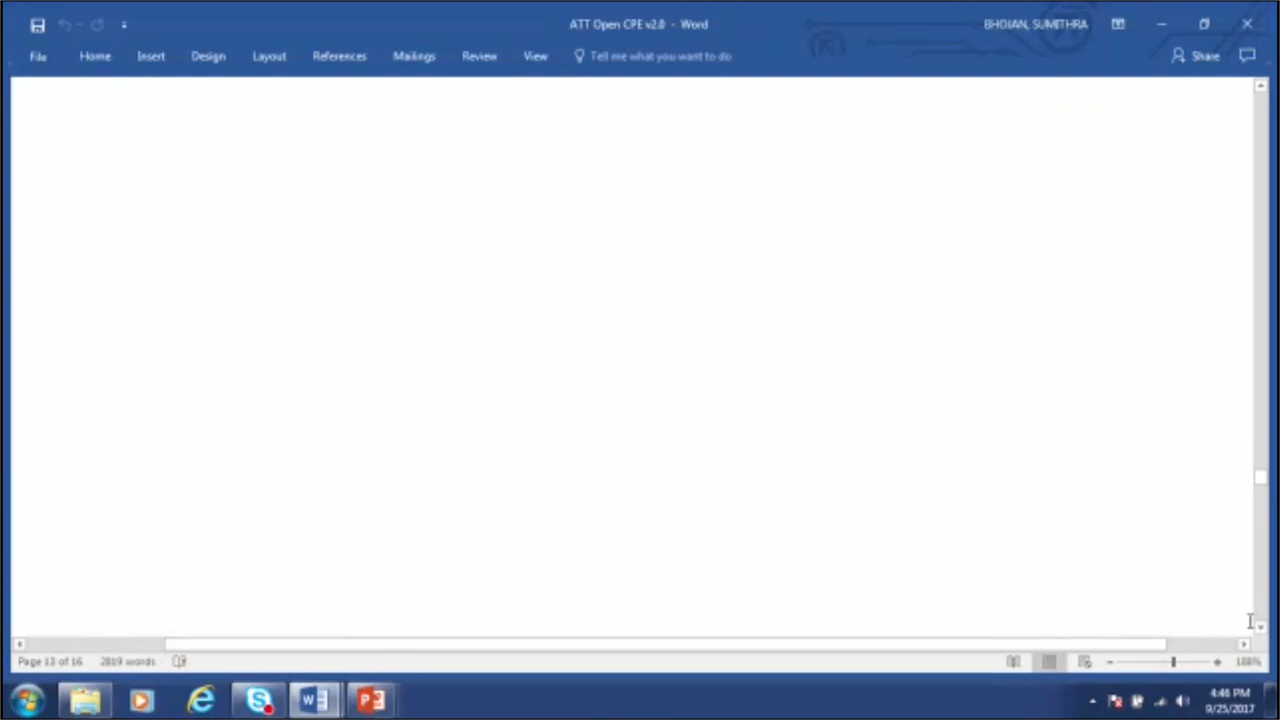 ATT Open CPE v2.0 - Word
BHOJAN, SUMITHRA
File Home Insert Design Layout References Mailings Review View Tell me what you want to do
Share
Page 13 of 16 2819 words
188%
4:46 PM
9/25/2017